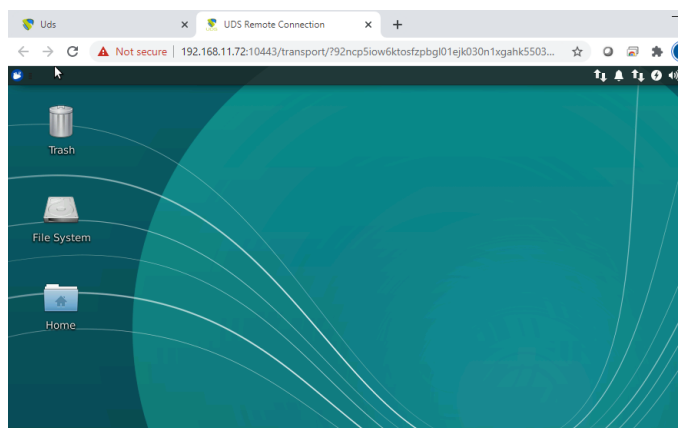 Uds
UDS Remote Connection
Not secure
192.168.11.72:10443/transport/?92ncp5iow6ktosfzpbgl01ejk030n1xgahk5503...
Trash
File System
Home